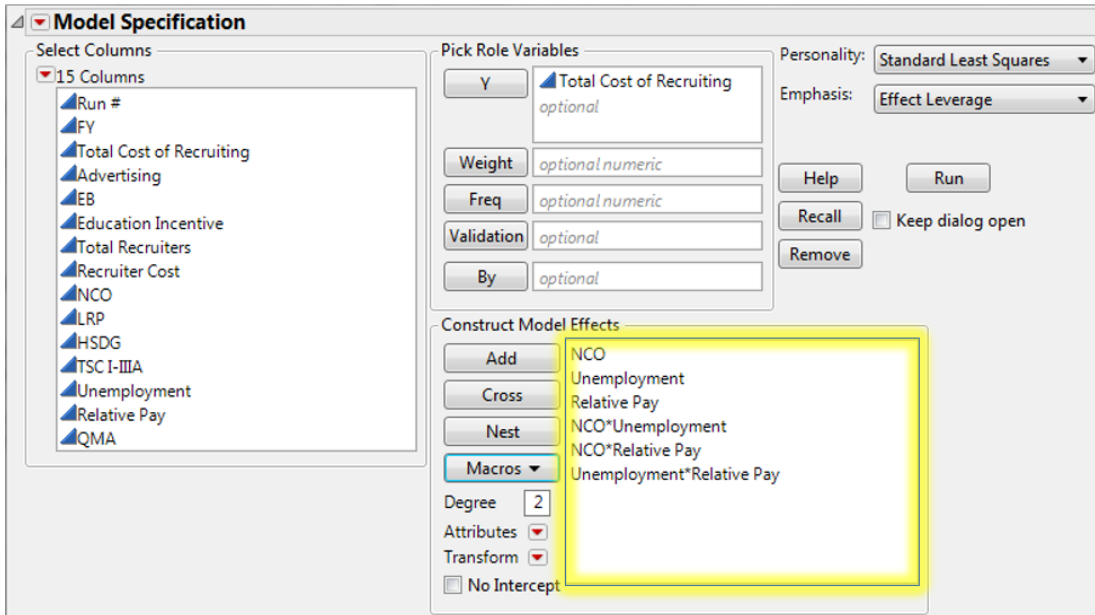 Model Specification
Select Columns
15 Columns
Run #
FY
Total Cost of Recruiting
Advertising
EB
Education Incentive
Total Recruiters
Recruiter Cost
NCO
LRP
HSDG
TSC I-IIIA
Unemployment
Relative Pay
QMA
Pick Role Variables
Y
Total Cost of Recruiting
optional
Weight optional numeric
Freq optional numeric
Validation optional
By optional
Personality: Standard Least Squares
Emphasis: Effect Leverage
Help Run
Recall Keep dialog open
Remove
Construct Model Effects
Add
Cross
Nest
Macros
Degree 2
Attributes
Transform
No Intercept
NCO
Unemployment
Relative Pay
NCO*Unemployment
NCO*Relative Pay
Unemployment*Relative Pay